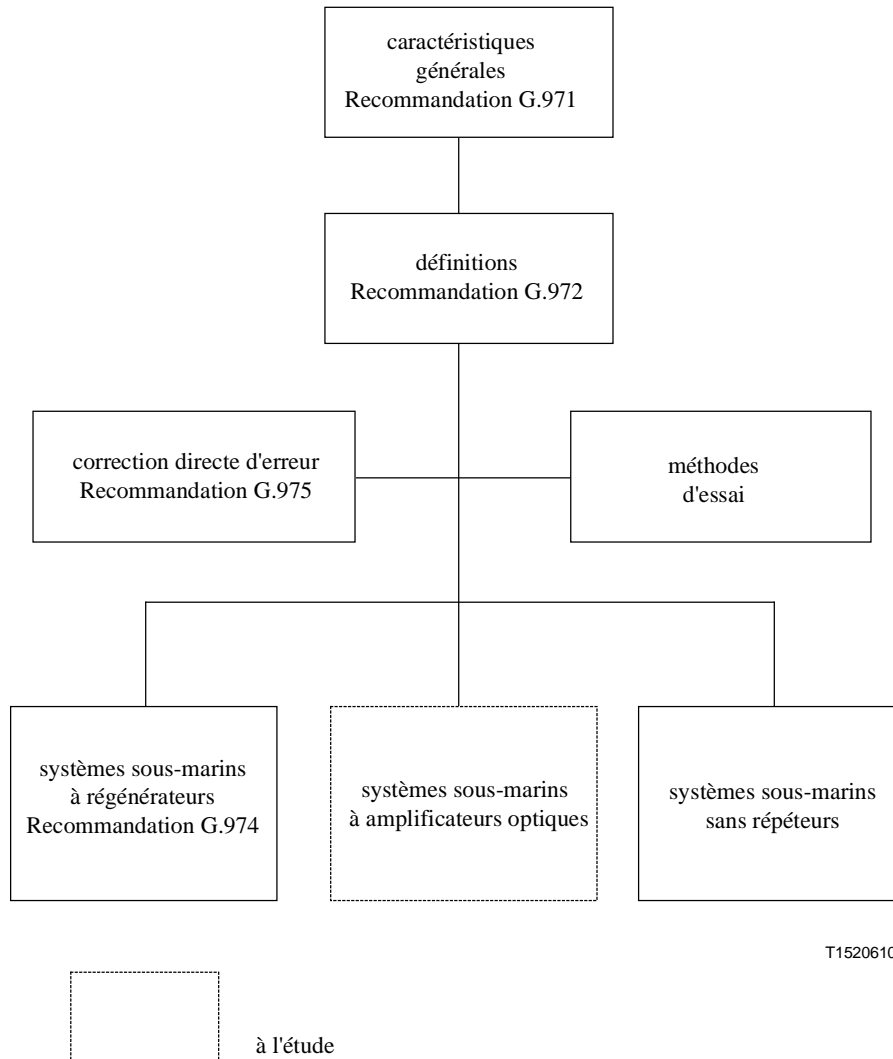 caractéristiques
générales
Recommandation G.971
définitions
Recommandation G.972
correction directe d'erreur
Recommandation G.975
méthodes
d'essai
systèmes sous-marins
à régénérateurs
Recommandation G.974
systèmes sous-marins
à amplificateurs optiques
systèmes sous-marins
sans répéteurs
T1520610
à l'étude